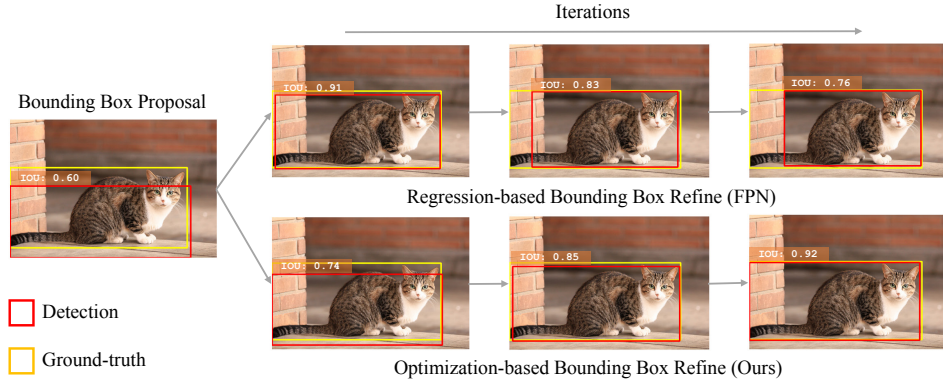 Iterations
IOU: 0.91
IOU: 0.83
IOU: 0.76
Bounding Box Proposal
IOU: 0.60
Regression-based Bounding Box Refine (FPN)
IOU: 0.74
IOU: 0.85
IOU: 0.92
Detection
Ground-truth
Optimization-based Bounding Box Refine (Ours)